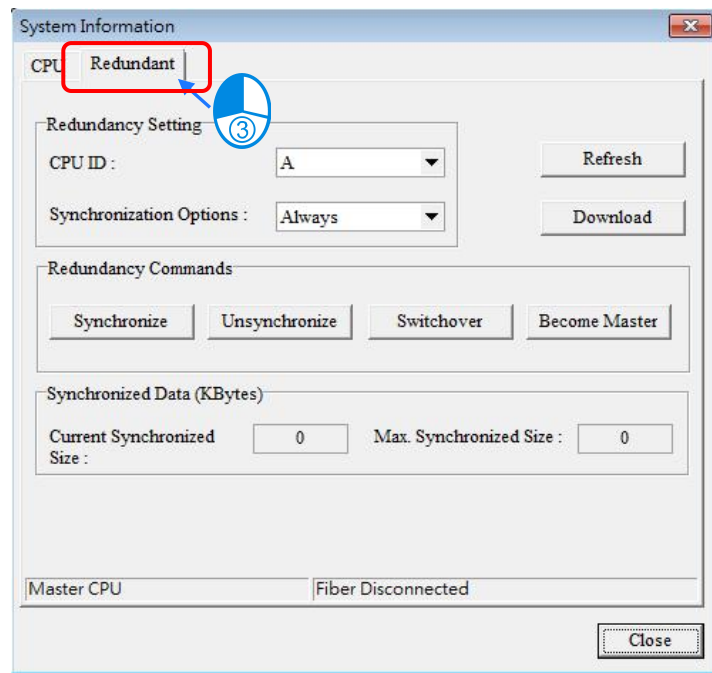 System Information
CPU Redundant
③
Redundancy Setting
CPU ID : A Refresh
Synchronization Options : Always Download
Redundancy Commands
Synchronize Unsynchronize Switchover Become Master
Synchronized Data (KBytes)
Current Synchronized Size : 0 Max. Synchronized Size : 0
Master CPU Fiber Disconnected
Close